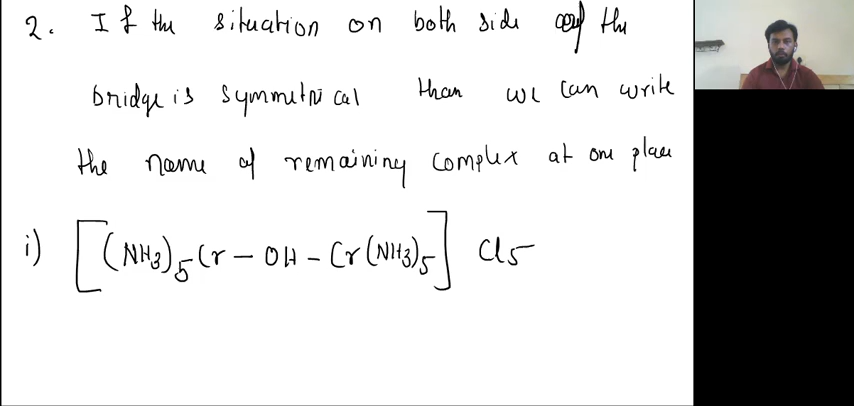 2. If the situation on both side of the
bridge is symmetrical than we can write
the name of remaining complex at one place
i) [(NH3)5Cr - OH - Cr(NH3)5] Cl5